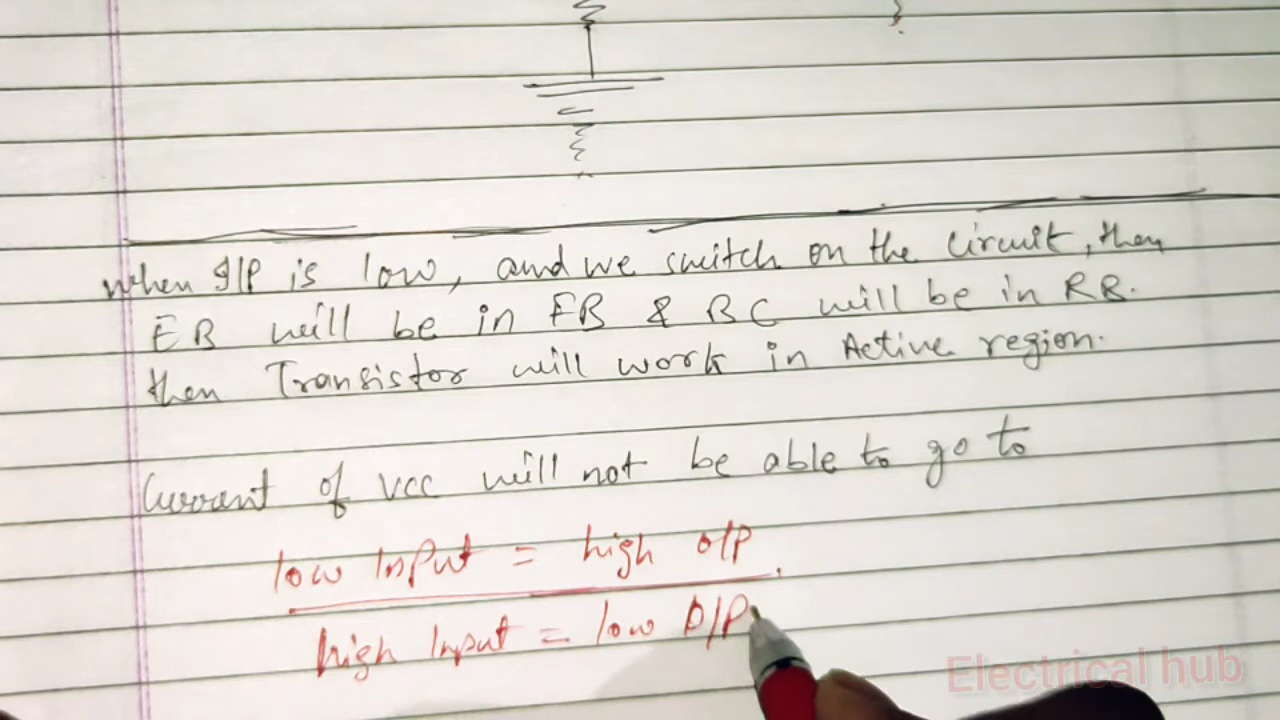 when I/P is low, and we switch on the circuit, then
EB will be in FB & BC will be in RB.
then Transistor will work in Active region.
Current of VCC will not be able to go to
low Input = high O/P
high Input = low O/P
Electrical hub